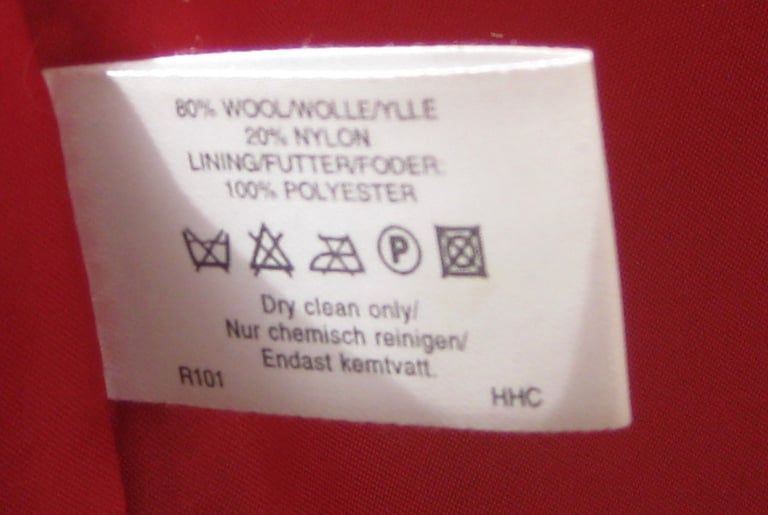 80% WOOL/WOLLE/YLLE
20% NYLON
LINING/FUTTER/FODER:
100% POLYESTER
P
Dry clean only/
Nur chemisch reinigen/
Endast kemtvatt.
R101
HHC